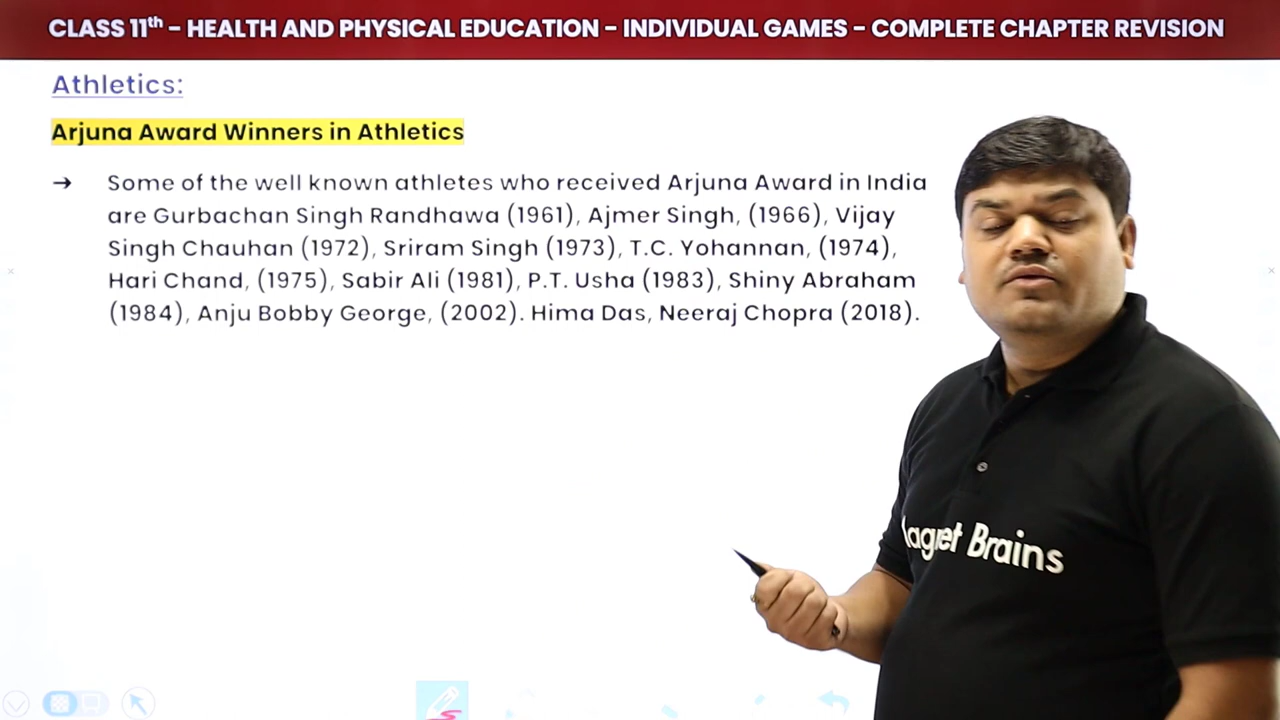 CLASS 11th - HEALTH AND PHYSICAL EDUCATION - INDIVIDUAL GAMES - COMPLETE CHAPTER REVISION
Athletics:
Arjuna Award Winners in Athletics
→ Some of the well known athletes who received Arjuna Award in India
are Gurbachan Singh Randhawa (1961), Ajmer Singh, (1966), Vijay
Singh Chauhan (1972), Sriram Singh (1973), T.C. Yohannan, (1974),
Hari Chand, (1975), Sabir Ali (1981), P.T. Usha (1983), Shiny Abraham
(1984), Anju Bobby George, (2002). Hima Das, Neeraj Chopra (2018).
agnet Brains